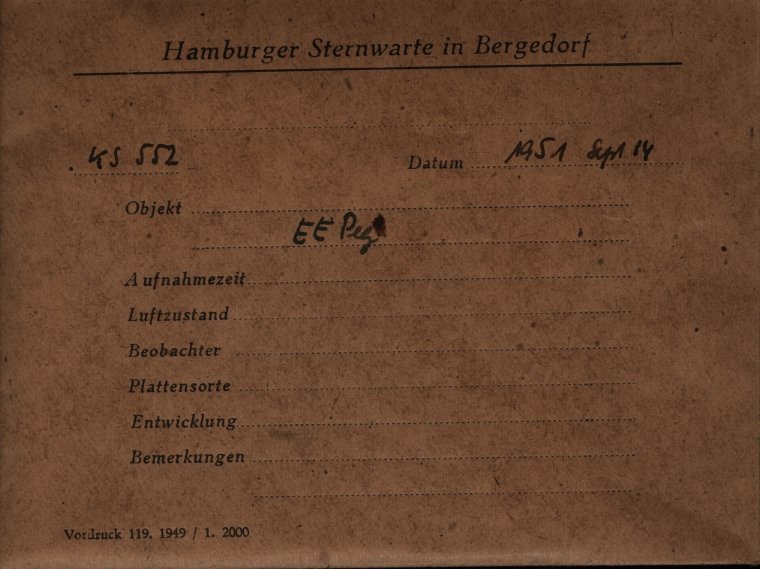 Hamburger Sternwarte in Bergedorf
KS 552 Datum 1951 Sept 14
Objekt
EE Peg
Aufnahmezeit
Luftzustand
Beobachter
Plattensorte
Entwicklung
Bemerkungen
Vordruck 119. 1949 / 1. 2000